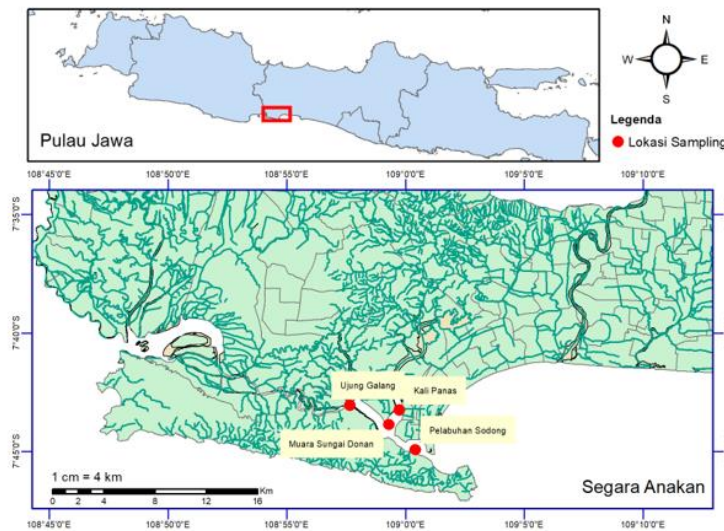 N
W E
S
Legenda
Lokasi Sampling
Pulau Jawa
108°45'0"E 108°50'0"E 108°55'0"E 109°0'0"E 109°5'0"E 109°10'0"E
7°35'0"S
7°40'0"S
7°45'0"S
Ujung Galang
Kali Panas
Muara Sungai Donan
Pelabuhan Sodong
1 cm = 4 km
0 2 4 8 12 16 Km
Segara Anakan
108°45'0"E 108°50'0"E 108°55'0"E 109°0'0"E 109°5'0"E 109°10'0"E